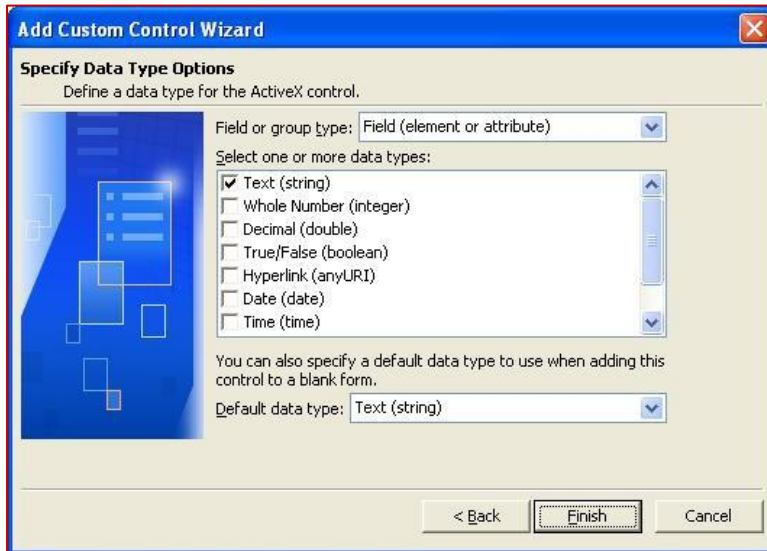 Add Custom Control Wizard
Specify Data Type Options
Define a data type for the ActiveX control.
Field or group type: Field (element or attribute)
Select one or more data types:
Text (string)
Whole Number (integer)
Decimal (double)
True/False (boolean)
Hyperlink (anyURI)
Date (date)
Time (time)
You can also specify a default data type to use when adding this
control to a blank form.
Default data type: Text (string)
< Back Finish Cancel